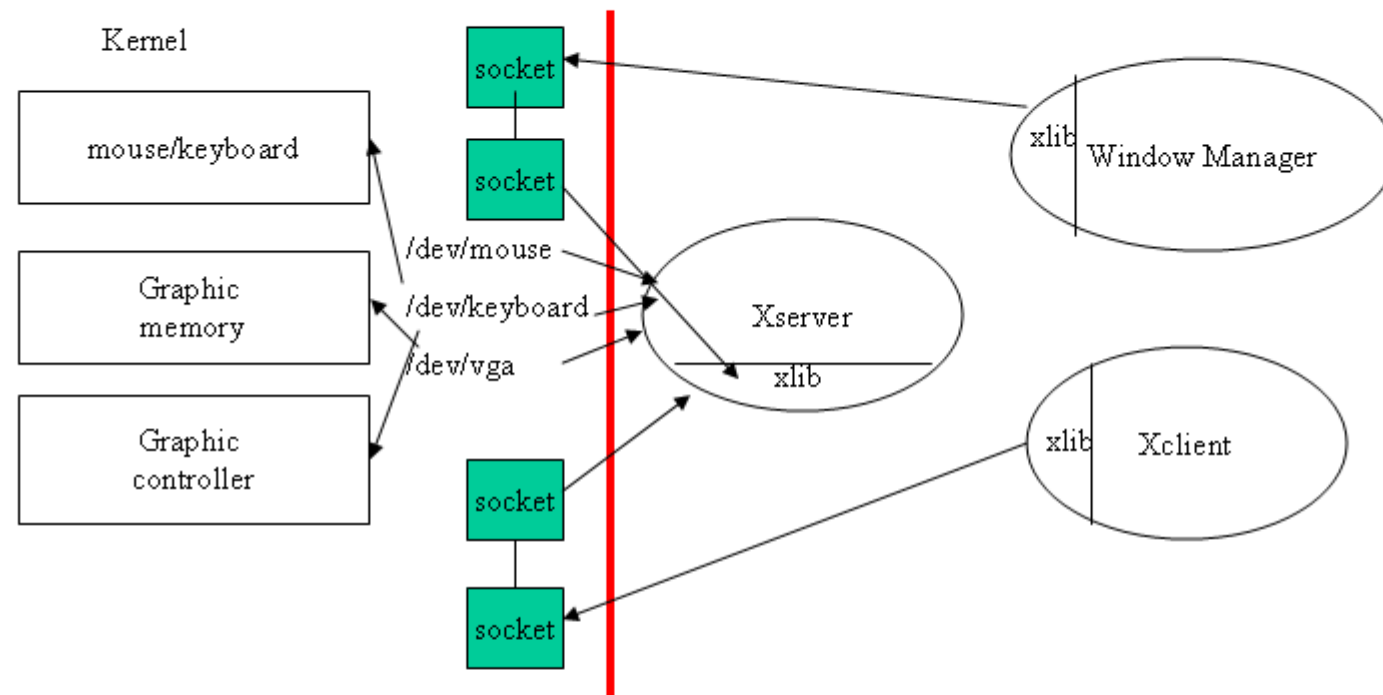 Kernel
mouse/keyboard
Graphic
memory
Graphic
controller
socket
socket
/dev/mouse
/dev/keyboard
/dev/vga
socket
socket
Xserver
xlib
xlib
Window Manager
xlib
Xclient